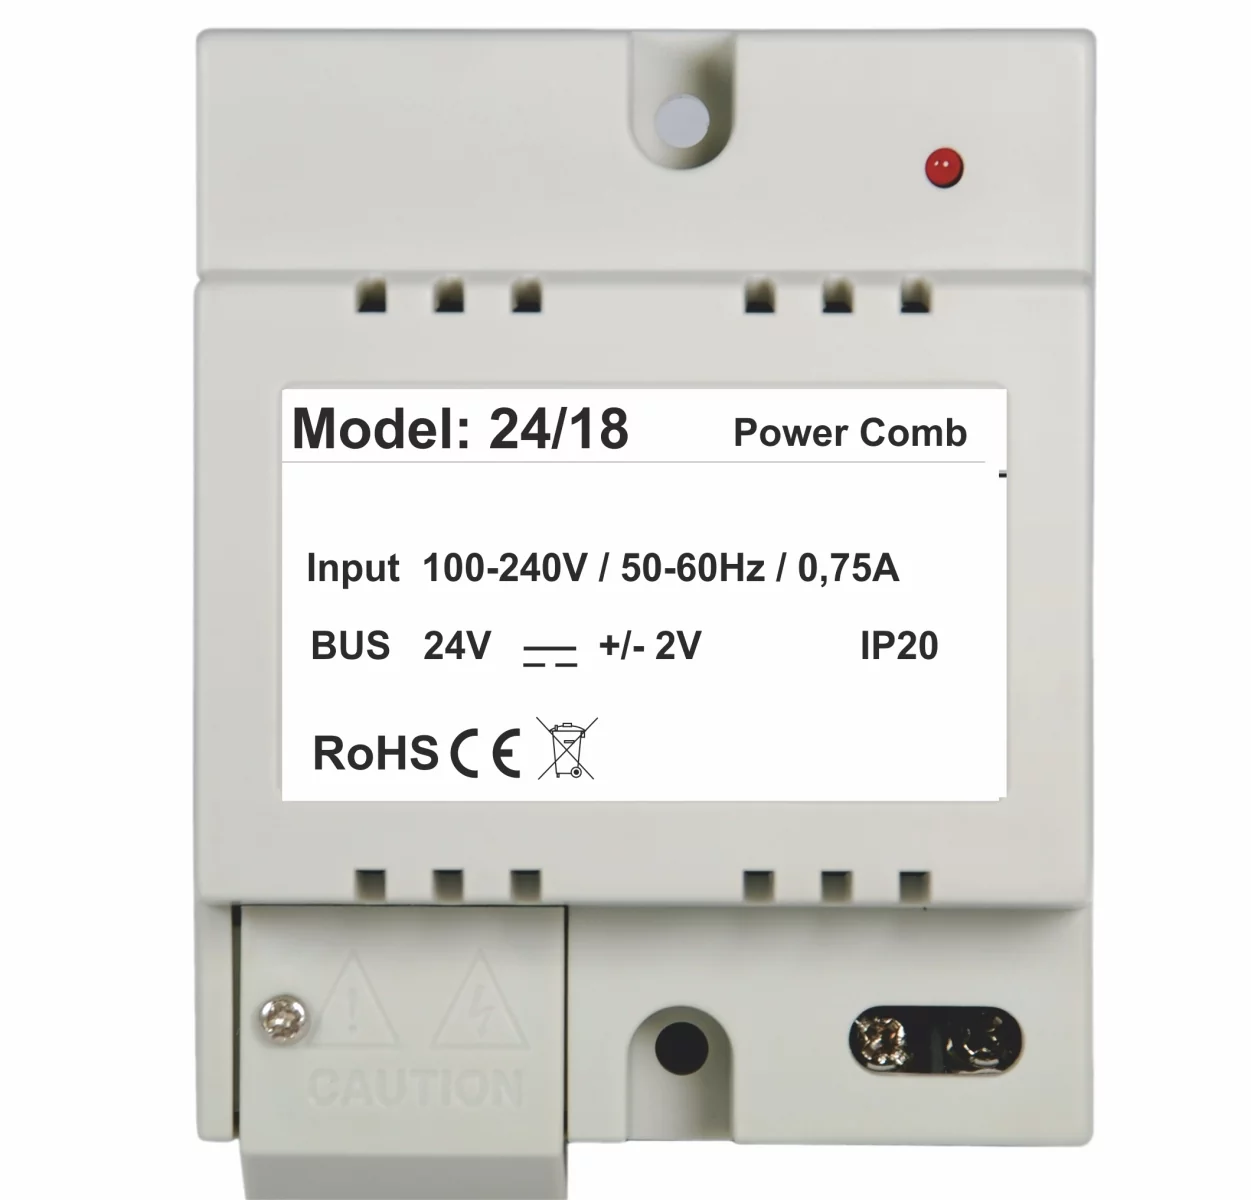 Model: 24/18 Power Comb
Input 100-240V / 50-60Hz / 0,75A
BUS 24V +/- 2V IP20
RoHS CE
CAUTION